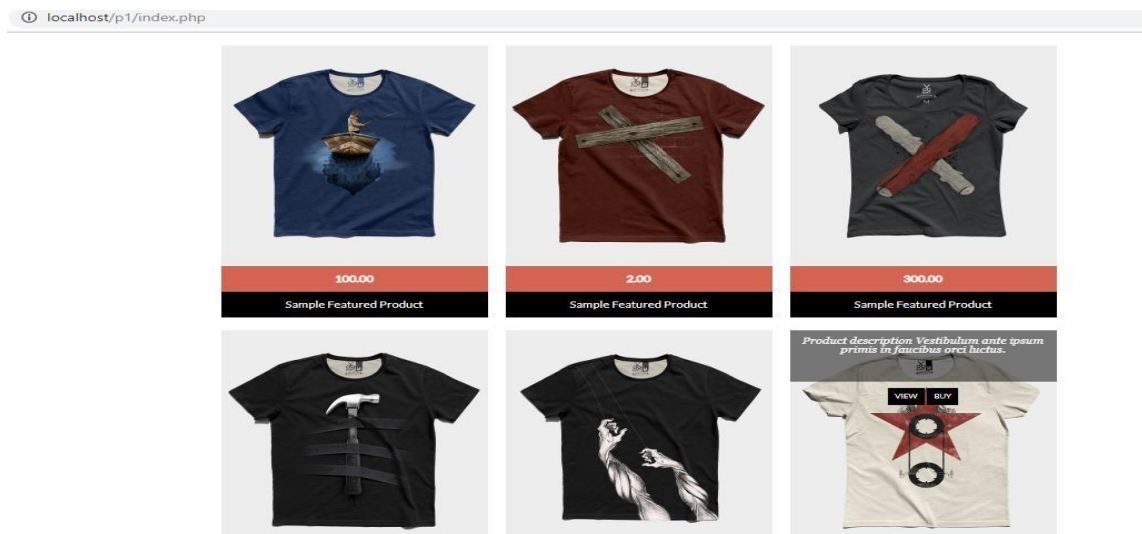 localhost/p1/index.php
100.00
2.00
300.00
Sample Featured Product
Sample Featured Product
Sample Featured Product
Product description Vestibulum ante ipsum
primis in faucibus orci luctus.
VIEW
BUY